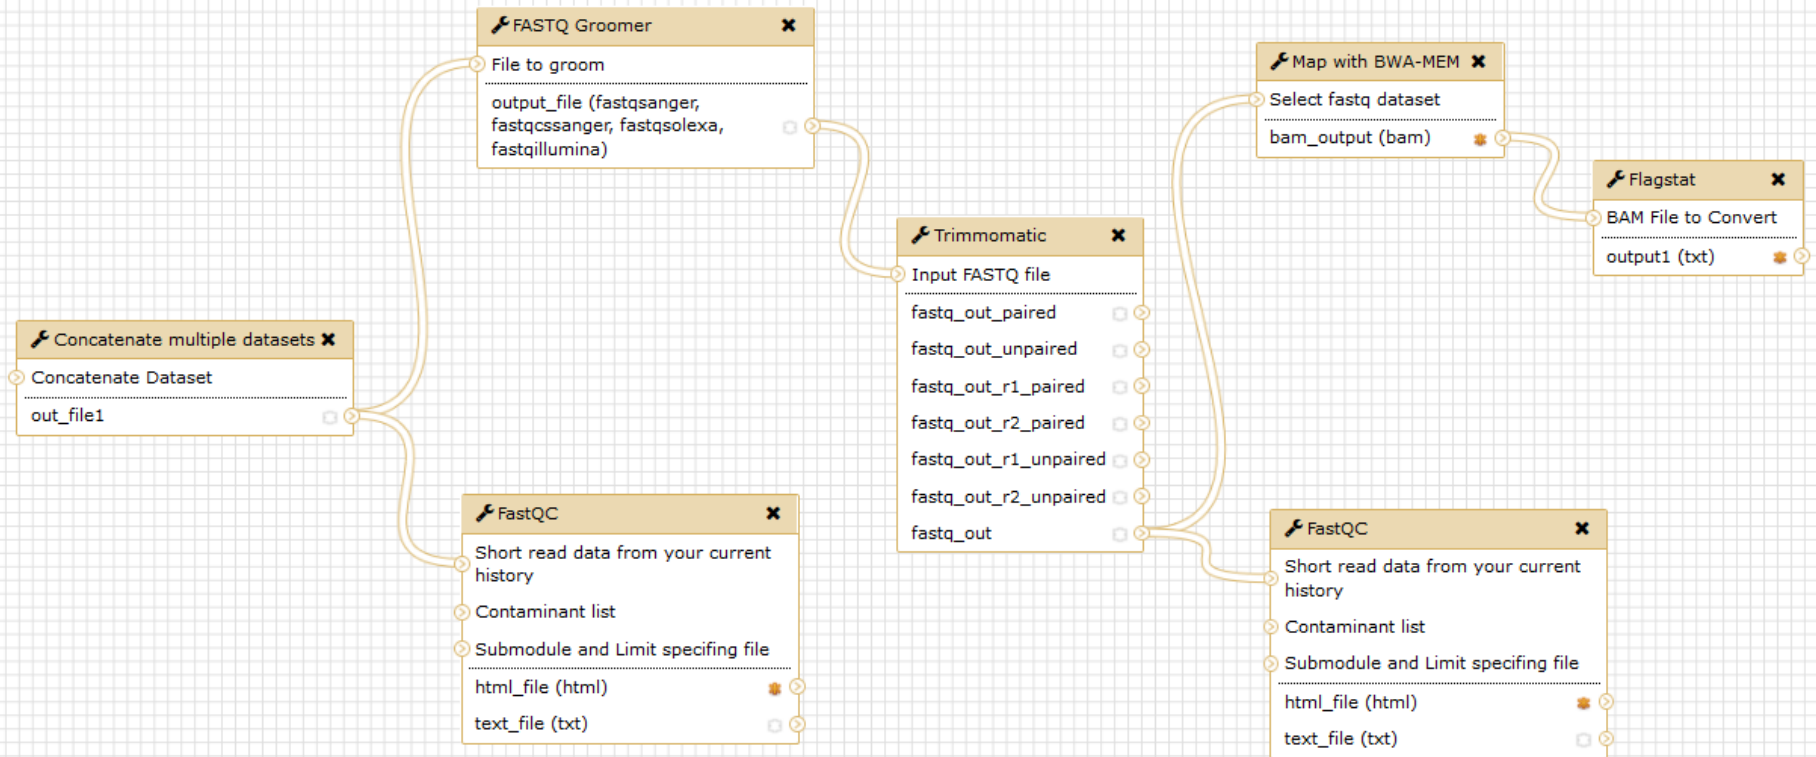 FASTQ Groomer
File to groom
output_file (fastqsanger,
fastqcssanger, fastqsolexa,
fastqillumina)
Map with BWA-MEM
Select fastq dataset
bam_output (bam)
Flagstat
BAM File to Convert
output1 (txt)
Trimmomatic
Input FASTQ file
fastq_out_paired
fastq_out_unpaired
fastq_out_r1_paired
fastq_out_r2_paired
fastq_out_r1_unpaired
fastq_out_r2_unpaired
fastq_out
Concatenate multiple datasets
Concatenate Dataset
out_file1
FastQC
Short read data from your current
history
Contaminant list
Submodule and Limit specifing file
html_file (html)
text_file (txt)
FastQC
Short read data from your current
history
Contaminant list
Submodule and Limit specifing file
html_file (html)
text_file (txt)